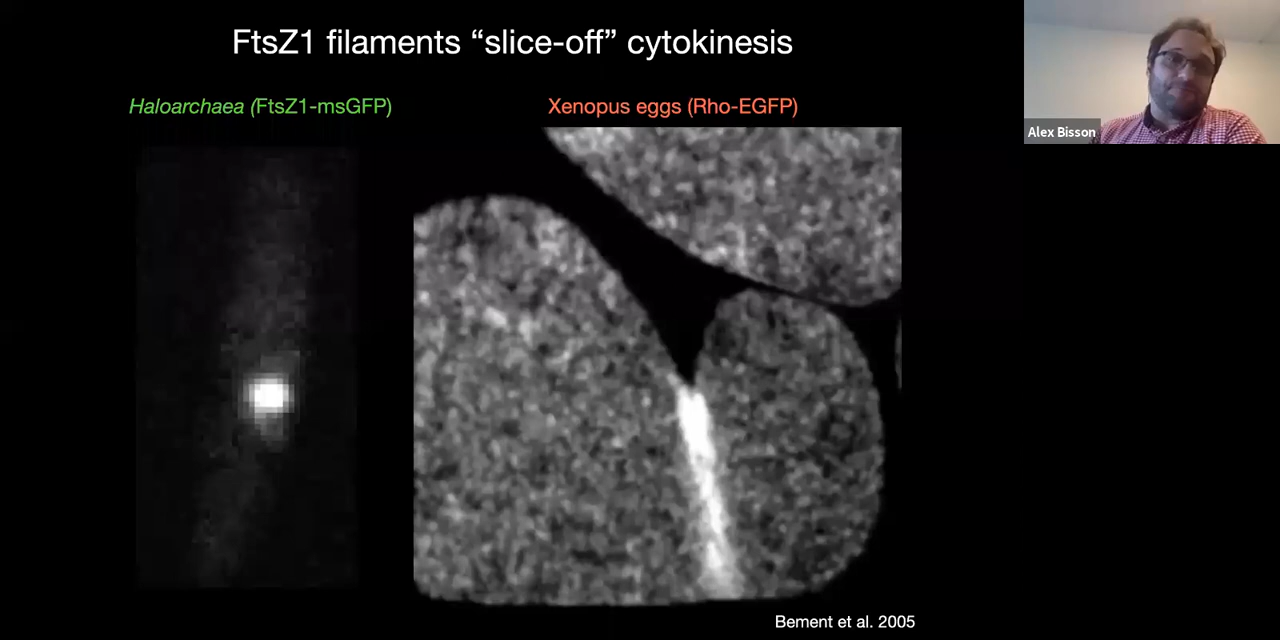 FtsZ1 filaments “slice-off” cytokinesis
Haloarchaea (FtsZ1-msGFP)
Xenopus eggs (Rho-EGFP)
Alex Bisson
Bement et al. 2005